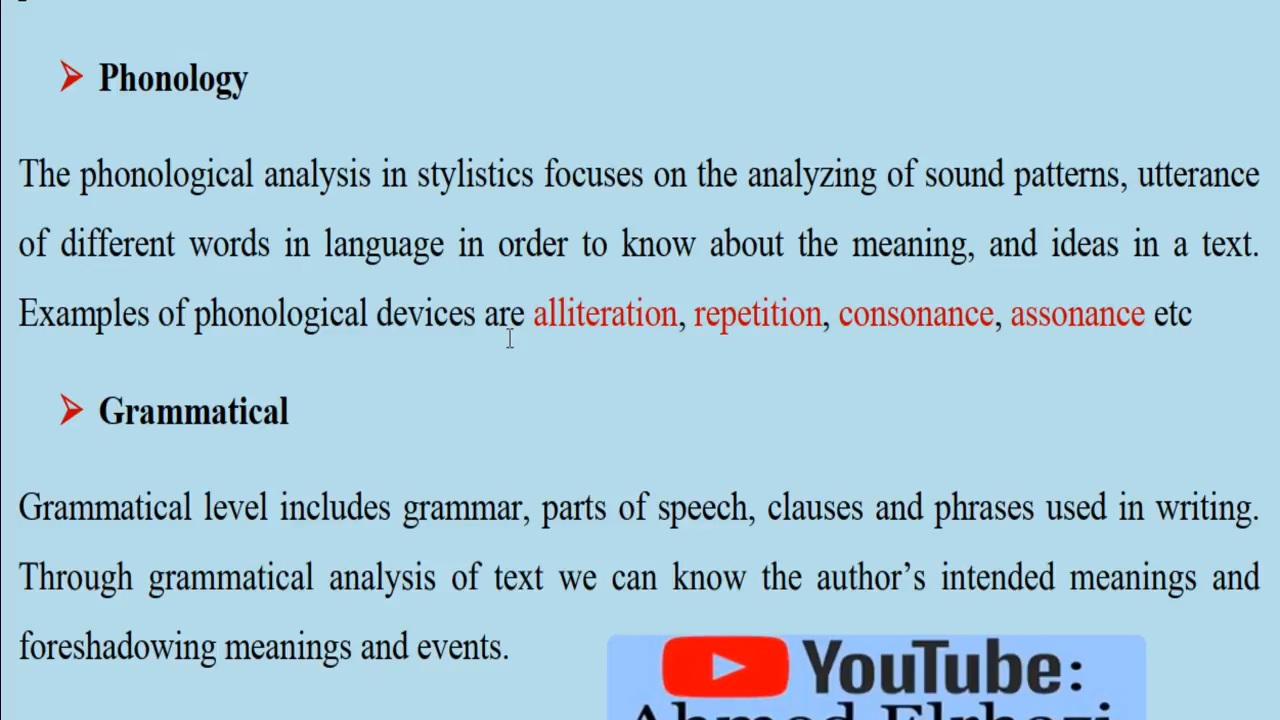 Phonology
The phonological analysis in stylistics focuses on the analyzing of sound patterns, utterance
of different words in language in order to know about the meaning, and ideas in a text.
Examples of phonological devices are alliteration, repetition, consonance, assonance etc
Grammatical
Grammatical level includes grammar, parts of speech, clauses and phrases used in writing.
Through grammatical analysis of text we can know the author’s intended meanings and
foreshadowing meanings and events.
YouTube:
Ahmed Elghazi